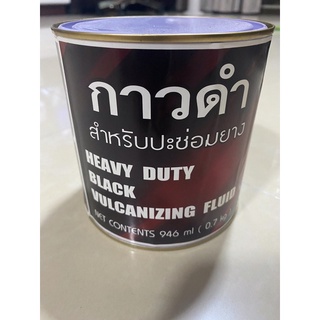 กาวดำ
สำหรับปะซ่อมยาง
HEAVY DUTY
BLACK
VULCANIZING FLUID
NET CONTENTS 946 ml ( 0.7 kg